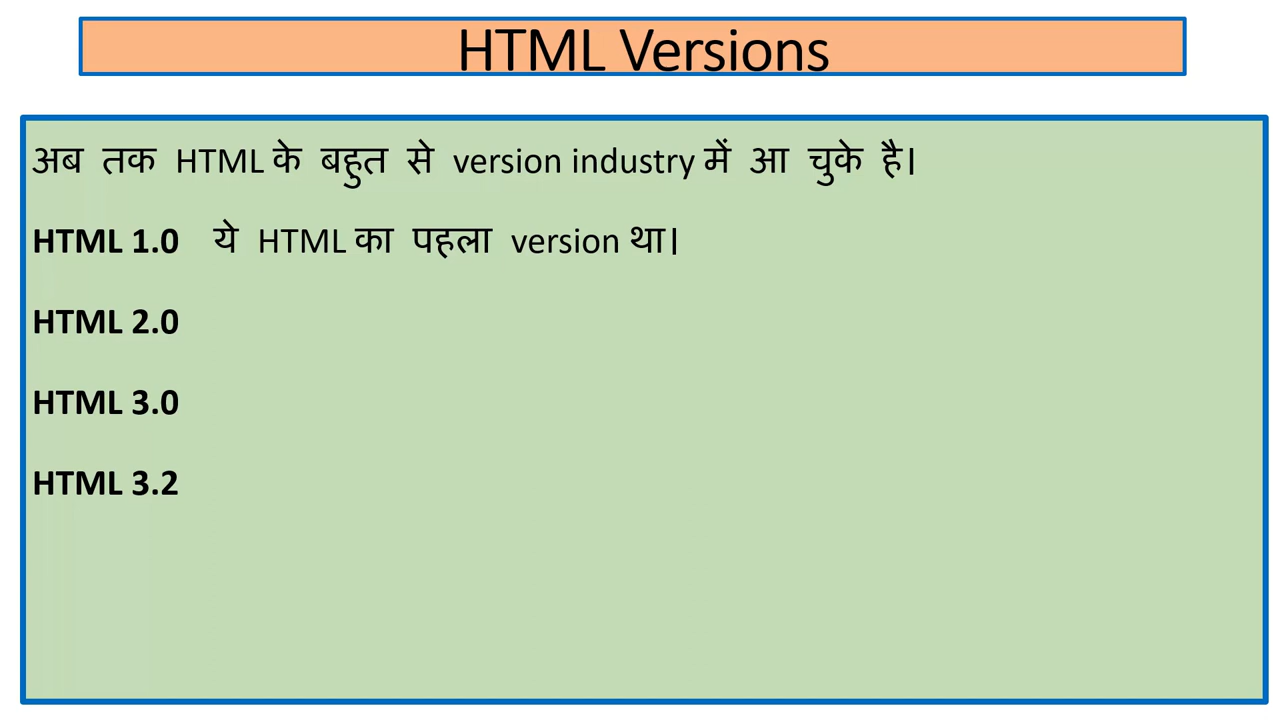 HTML Versions
अब तक HTML के बहुत से version industry में आ चुके है।
HTML 1.0 ये HTML का पहला version था।
HTML 2.0
HTML 3.0
HTML 3.2